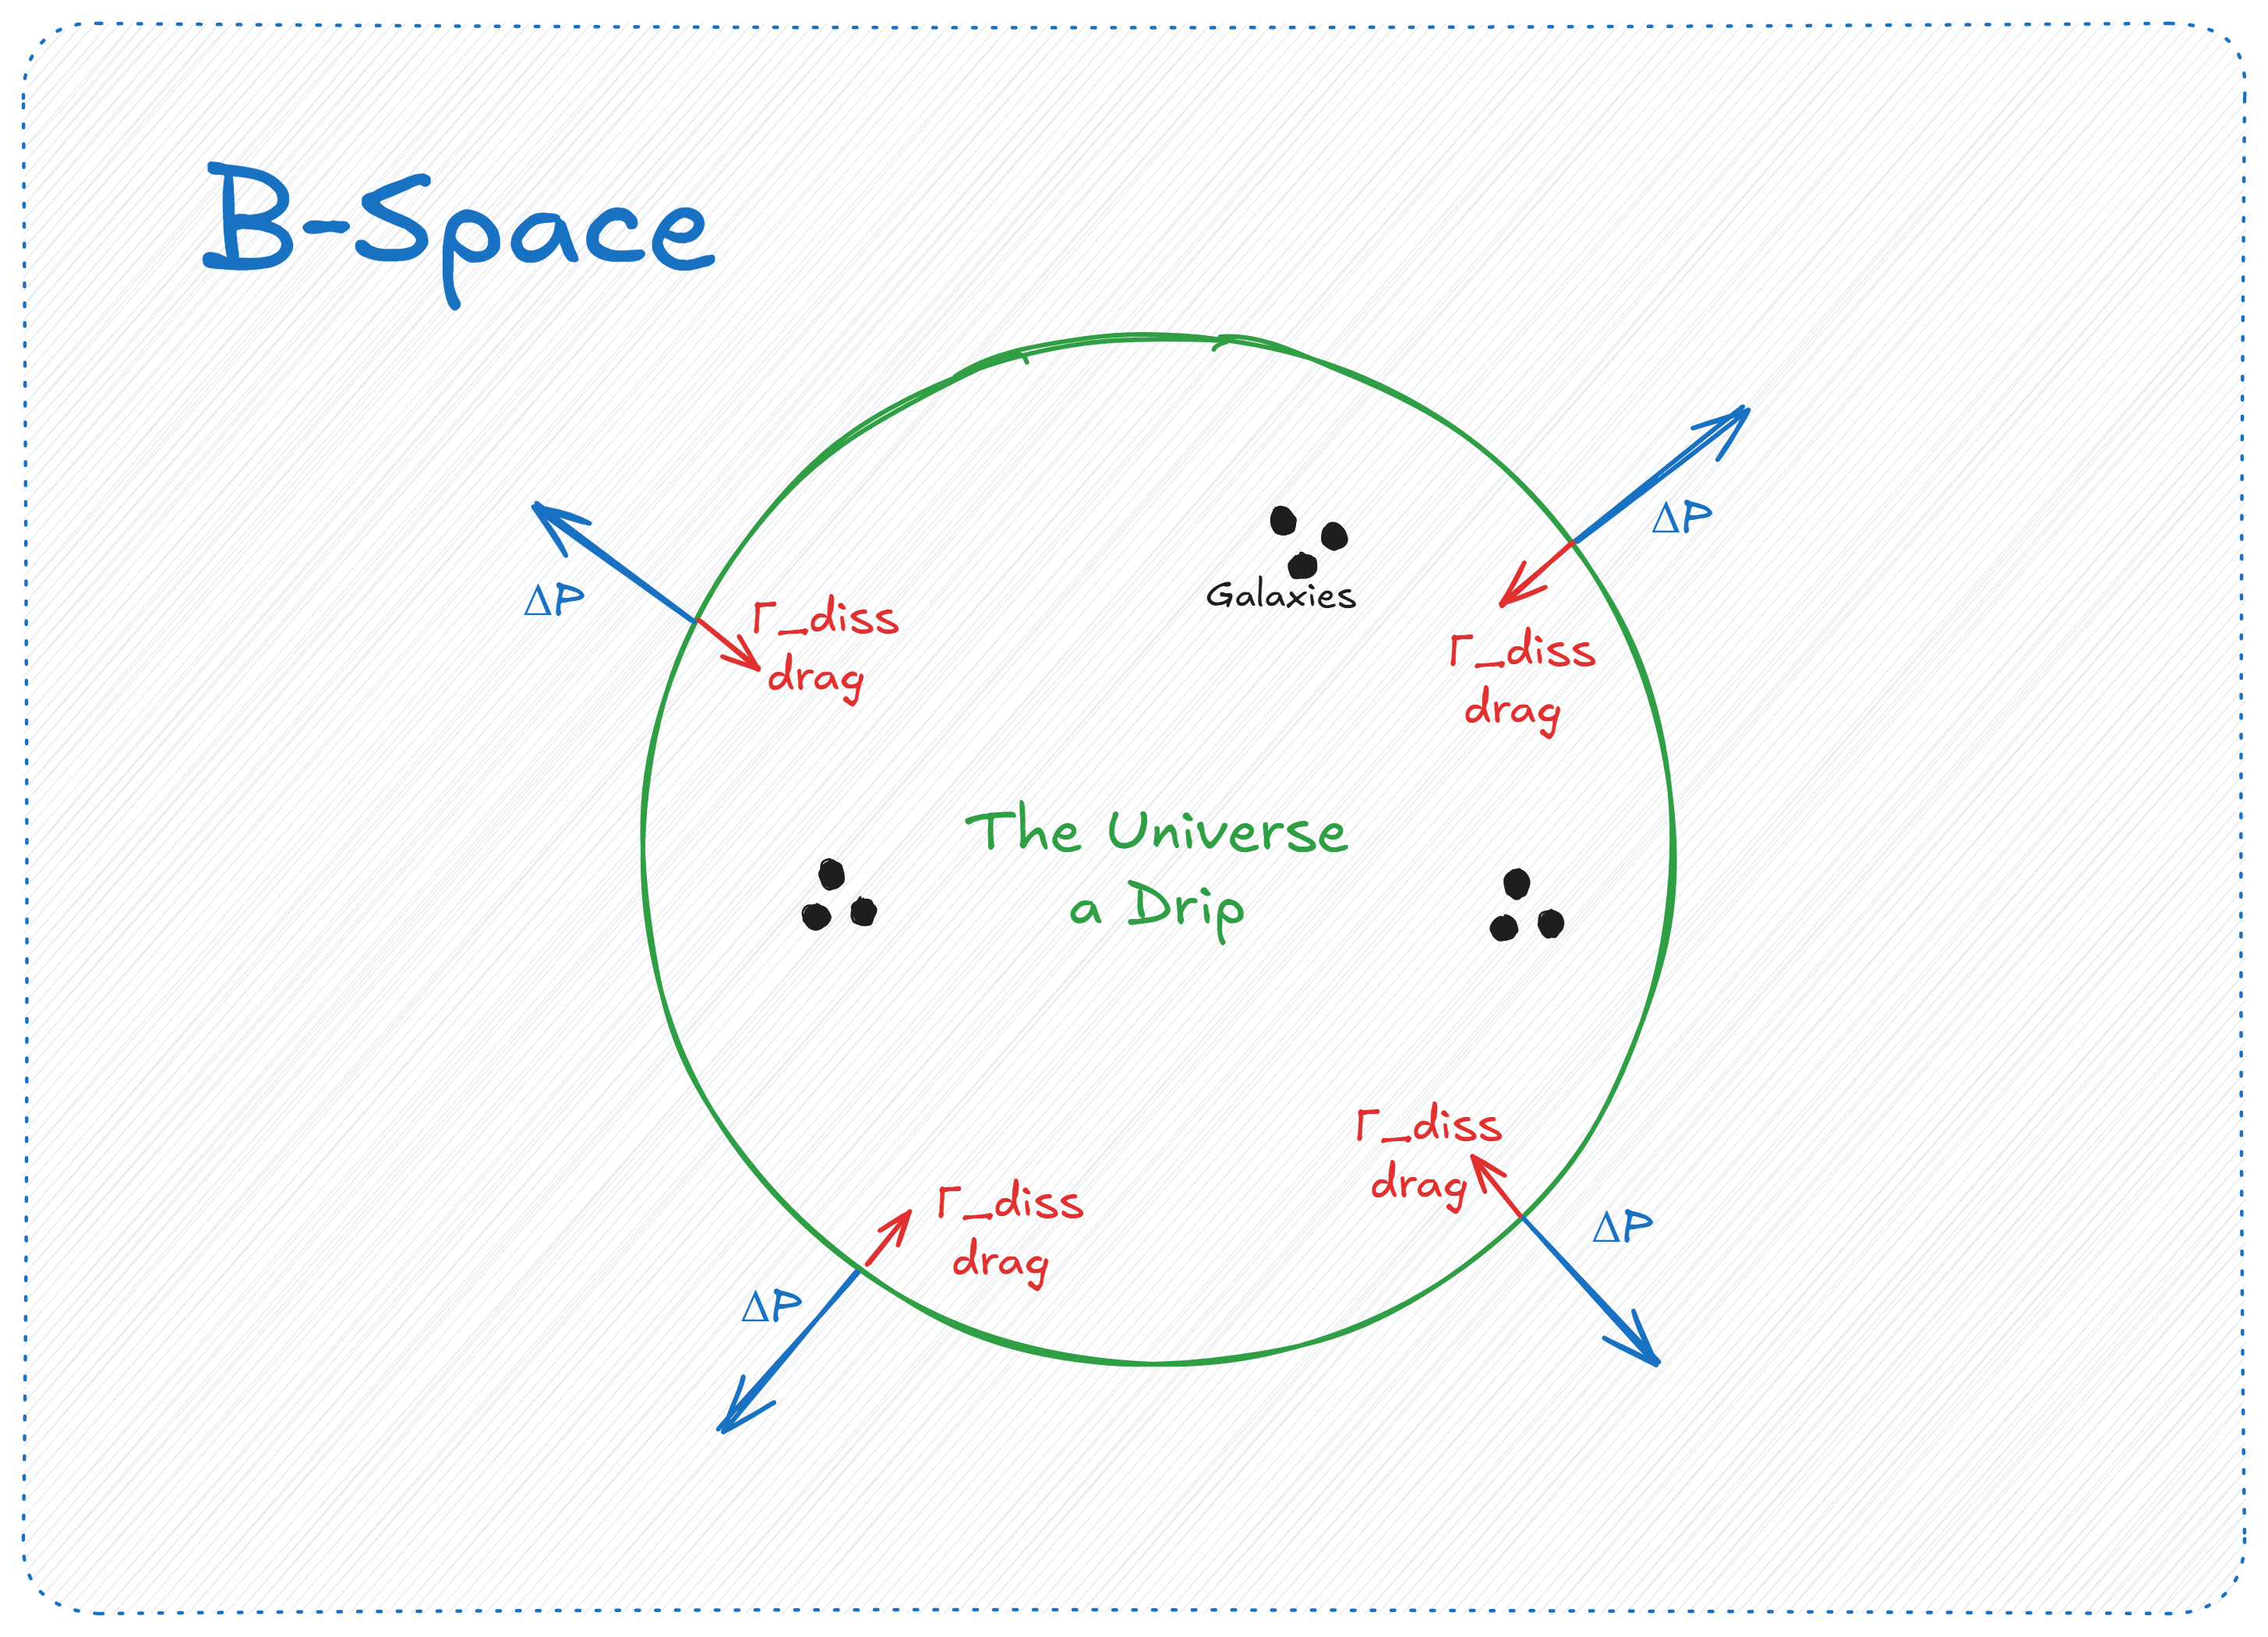 B-Space
ΔP
Galaxies
ΔP
Γ_diss
drag
Γ_diss
drag
The Universe
a Drip
Γ_diss
drag
Γ_diss
drag
ΔP
ΔP